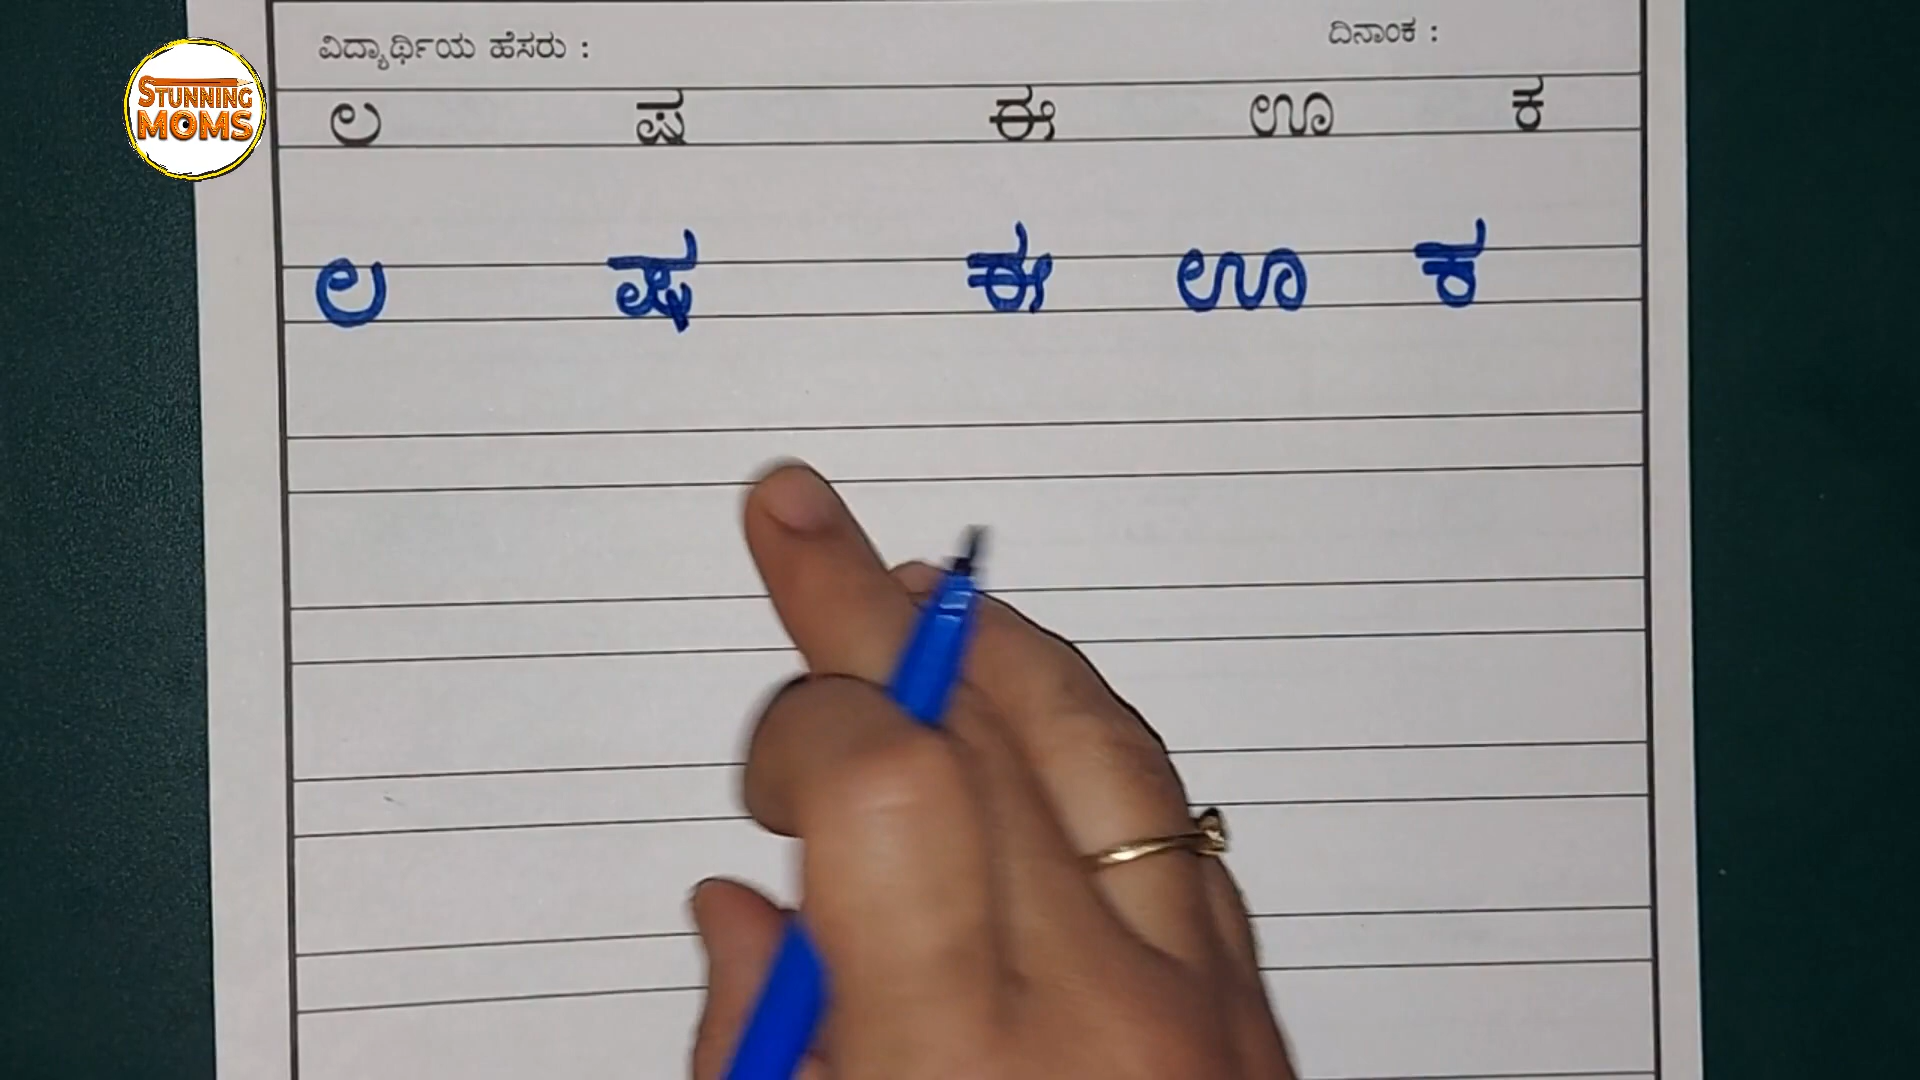 STUNNING
MOMS
ವಿದ್ಯಾರ್ಥಿಯ ಹೆಸರು : ದಿನಾಂಕ :
ಲ ಷ ಈ ಊ ಕ
ಲ ಷ ಈ ಊ ಕ